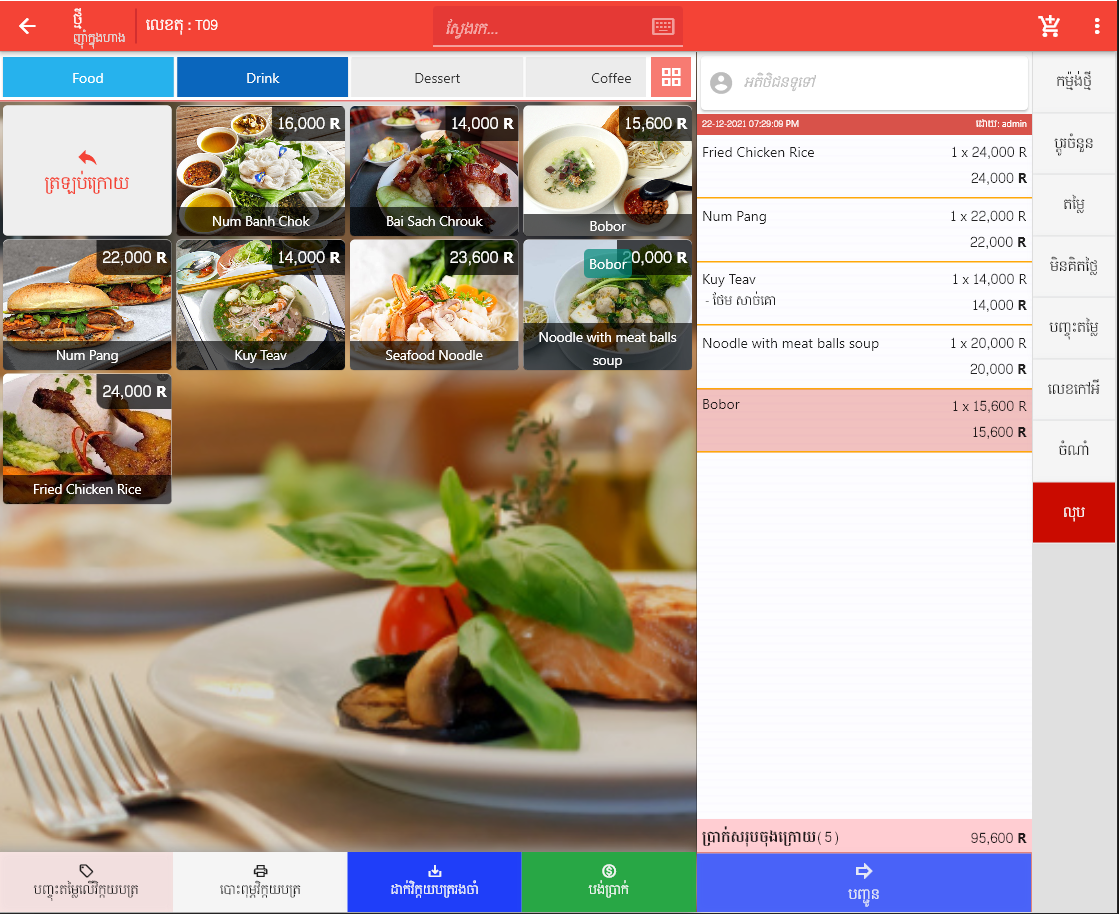 ថ្មី
ញ៉ាំក្នុងហាង
លេខតុ : T09
ស្វែងរក...
Food
Drink
Dessert
Coffee
ត្រឡប់ក្រោយ
16,000 R
Num Banh Chok
14,000 R
Bai Sach Chrouk
15,600 R
Bobor
22,000 R
Num Pang
14,000 R
Kuy Teav
23,600 R
Seafood Noodle
Bobor
0,000 R
Noodle with meat balls
soup
24,000 R
Fried Chicken Rice
បញ្ចុះតម្លៃលើវិក្កយបត្រ
បោះពុម្ពវិក្កយបត្រ
ដាក់វិក្កយបត្ររងចាំ
បង់ប្រាក់
អតិថិជនទូទៅ
22-12-2021 07:29:09 PM
ដោយ: admin
Fried Chicken Rice
1 x 24,000 R
24,000 R
Num Pang
1 x 22,000 R
22,000 R
Kuy Teav
1 x 14,000 R
- ថែម សាច់គោ
14,000 R
Noodle with meat balls soup
1 x 20,000 R
20,000 R
Bobor
1 x 15,600 R
15,600 R
ប្រាក់សរុបចុងក្រោយ( 5 )
95,600 R
បញ្ជូន
កម្ម៉ង់ថ្មី
ប្ដូរចំនួន
តម្លៃ
មិនគិតថ្លៃ
បញ្ចុះតម្លៃ
លេខកៅអី
ចំណាំ
លុប